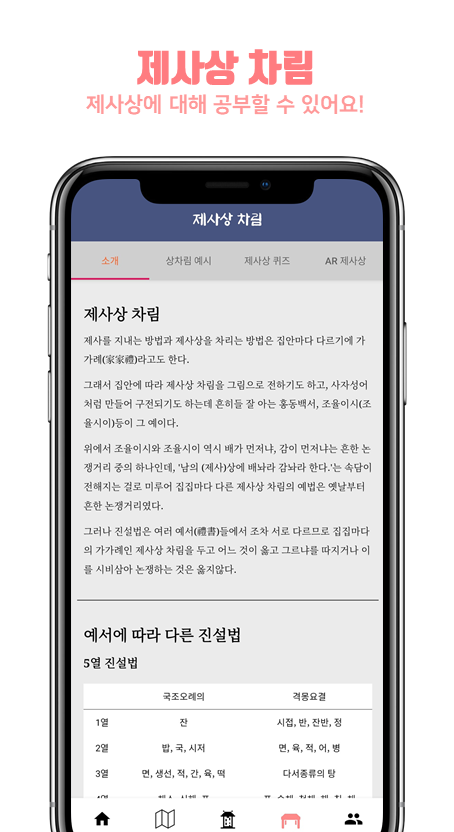 제사상 차림
제사상에 대해 공부할 수 있어요!
제사상 차림
소개 상차림 예시 제사상 퀴즈 AR 제사상
제사상 차림
제사를 지내는 방법과 제사상을 차리는 방법은 집안마다 다르기에 가
가례(家家禮)라고도 한다.
그래서 집안에 따라 제사상 차림을 그림으로 전하기도 하고, 사자성어
처럼 만들어 구전되기도 하는데 흔히들 잘 아는 홍동백서, 조율이시(조
율시이)등이 그 예이다.
위에서 조율이시와 조율시이 역시 배가 먼저냐, 감이 먼저냐는 흔한 논
쟁거리 중의 하나인데, '남의 (제사)상에 배놔라 감놔라 한다.'는 속담이
전해지는 걸로 미루어 집집마다 다른 제사상 차림의 예법은 옛날부터
흔한 논쟁거리였다.
그러나 진설법은 여러 예서(禮書)들에서 조차 서로 다르므로 집집마다
의 가가례인 제사상 차림을 두고 어느 것이 옳고 그르냐를 따지거나 이
를 시비삼아 논쟁하는 것은 옳지않다.
예서에 따라 다른 진설법
5열 진설법
국조오례의 격몽요결
1열 잔 시접, 반, 잔반, 정
2열 밥, 국, 시저 면, 육, 적, 어, 병
3열 면, 생선, 적, 간, 육, 떡 다서종류의 탕